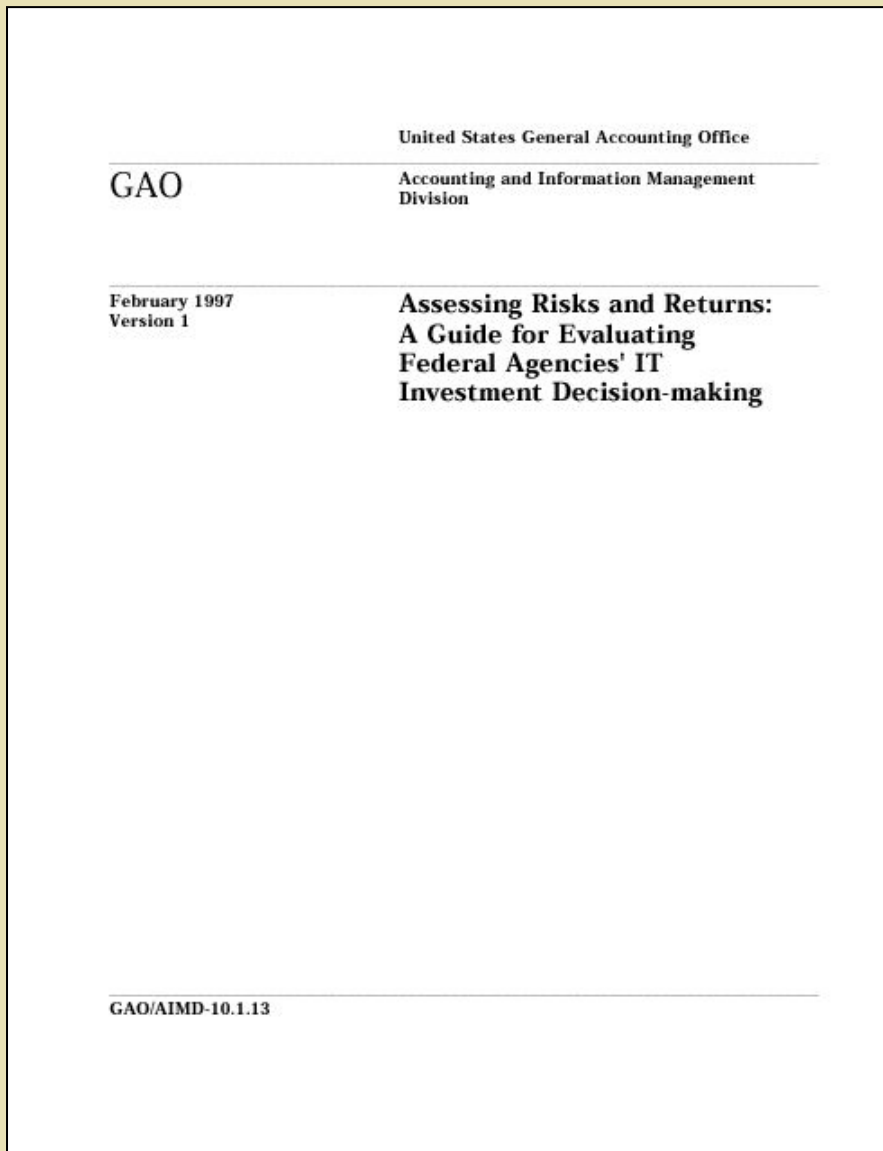 United States General Accounting Office
GAO
Accounting and Information Management
Division
February 1997
Version 1
Assessing Risks and Returns:
A Guide for Evaluating
Federal Agencies' IT
Investment Decision-making
GAO/AIMD-10.1.13